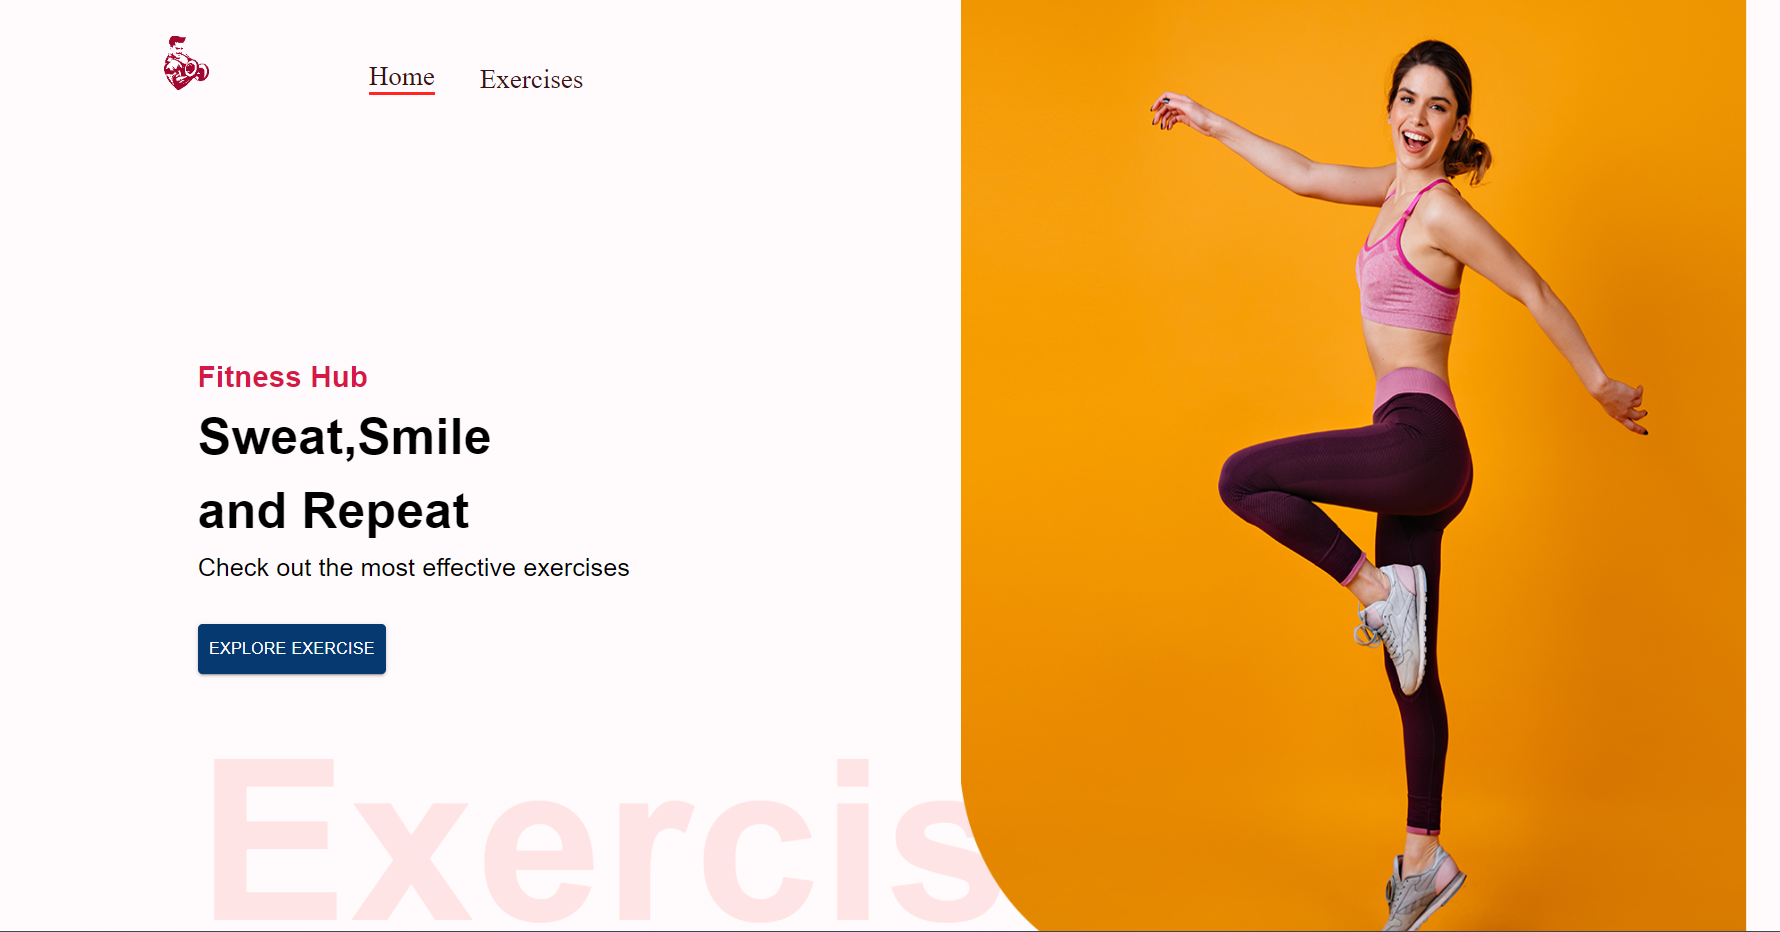 Home Exercises
Fitness Hub
Sweat,Smile
and Repeat
Check out the most effective exercises
EXPLORE EXERCISE
Exercis